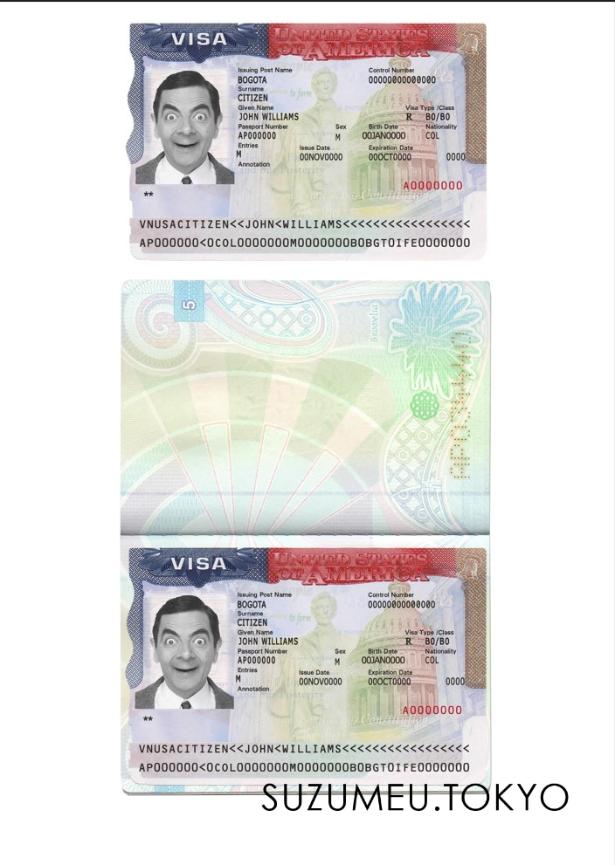 VISA
UNITED STATES
OF AMERICA
Issuing Post Name Control Number
BOGOTA 00000000000000
Surname
CITIZEN
Given Name Visa Type /Class
JOHN WILLIAMS R B0/B0
Passport Number Sex Birth Date Nationality
AP000000 M 00JAN0000 COL
Entries Issue Date Expiration Date
M 00NOV0000 00OCT0000 0000
Annotation
A0000000
**
VNUSACITIZEN<<JOHN<WILLIAMS<<<<<<<<<<<<<<<<<<
AP000000<0COL0000000M0000000B0BGTOIFE0000000
5
VISA
UNITED STATES
OF AMERICA
Issuing Post Name Control Number
BOGOTA 00000000000000
Surname
CITIZEN
Given Name Visa Type /Class
JOHN WILLIAMS R B0/B0
Passport Number Sex Birth Date Nationality
AP000000 M 00JAN0000 COL
Entries Issue Date Expiration Date
M 00NOV0000 00OCT0000 0000
Annotation
A0000000
**
VNUSACITIZEN<<JOHN<WILLIAMS<<<<<<<<<<<<<<<<<<
AP000000<0COL0000000M0000000B0BGTOIFE0000000
SUZUMEU.TOKYO